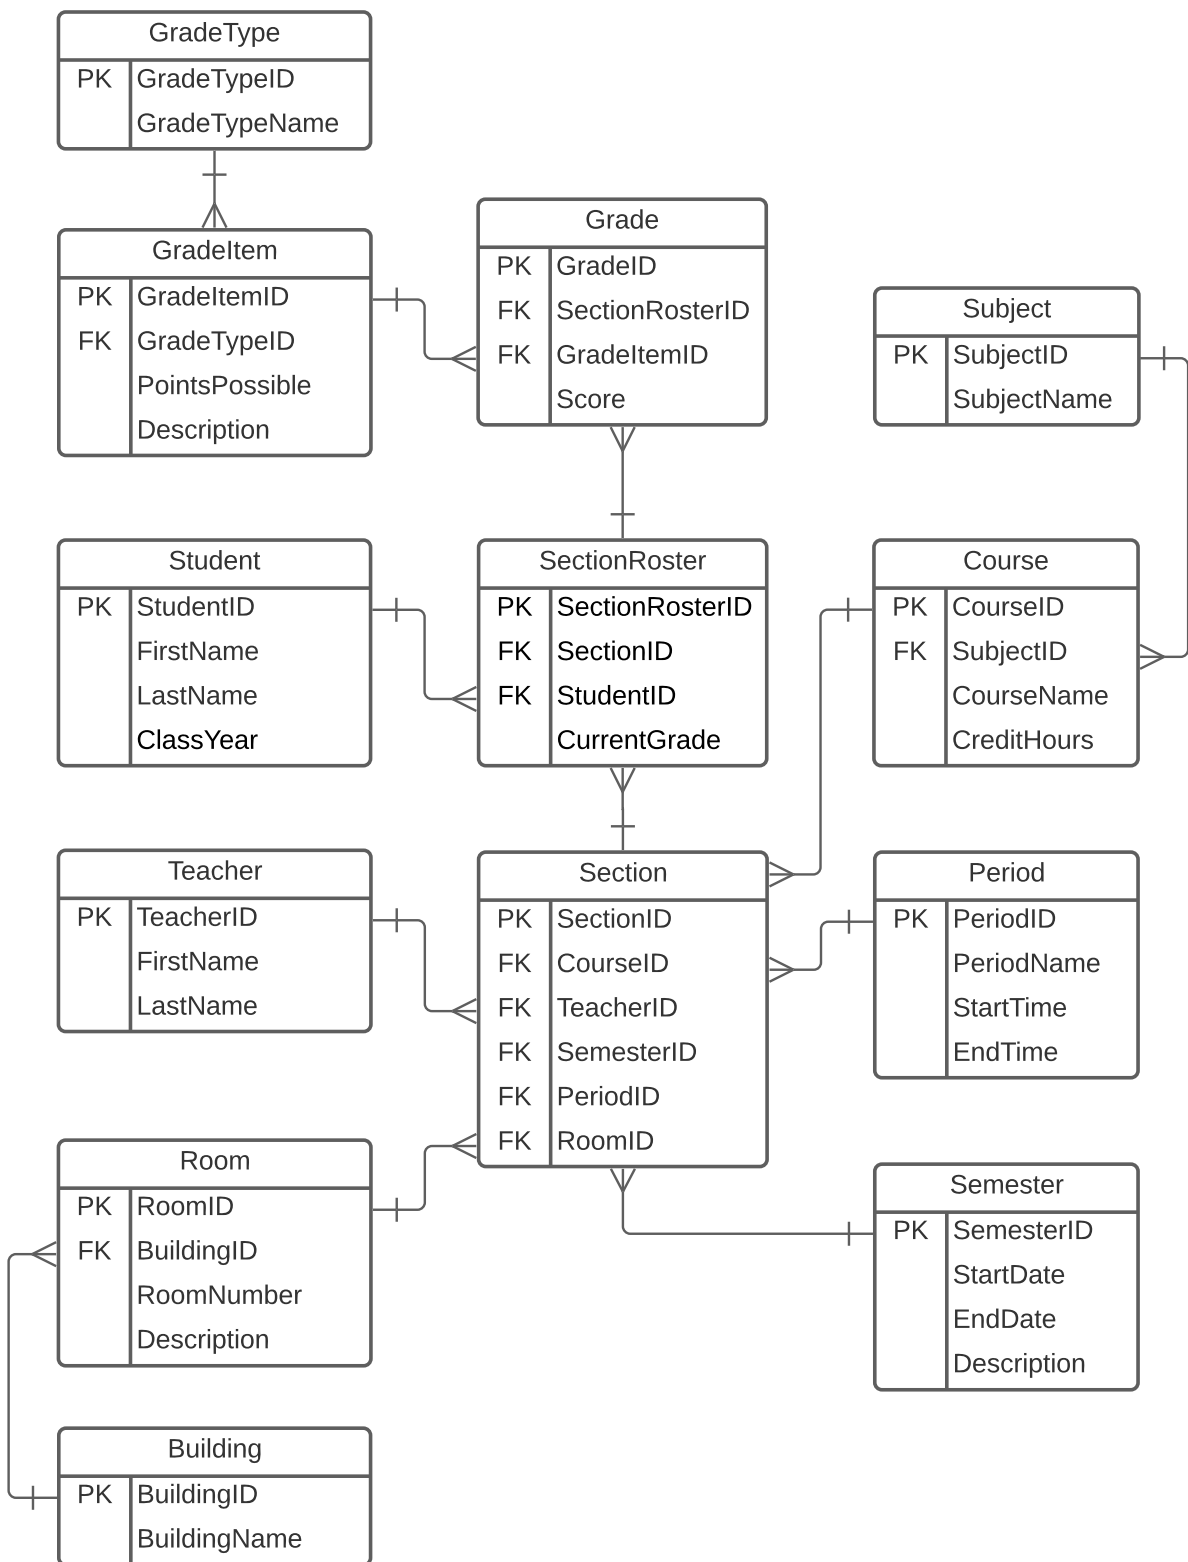 GradeType
PK GradeTypeID
GradeTypeName
GradeItem
PK GradeItemID
FK GradeTypeID
PointsPossible
Description
Grade
PK GradeID
FK SectionRosterID
FK GradeItemID
Score
Subject
PK SubjectID
SubjectName
Student
PK StudentID
FirstName
LastName
ClassYear
SectionRoster
PK SectionRosterID
FK SectionID
FK StudentID
CurrentGrade
Course
PK CourseID
FK SubjectID
CourseName
CreditHours
Teacher
PK TeacherID
FirstName
LastName
Section
PK SectionID
FK CourseID
FK TeacherID
FK SemesterID
FK PeriodID
FK RoomID
Period
PK PeriodID
PeriodName
StartTime
EndTime
Room
PK RoomID
FK BuildingID
RoomNumber
Description
Semester
PK SemesterID
StartDate
EndDate
Description
Building
PK BuildingID
BuildingName